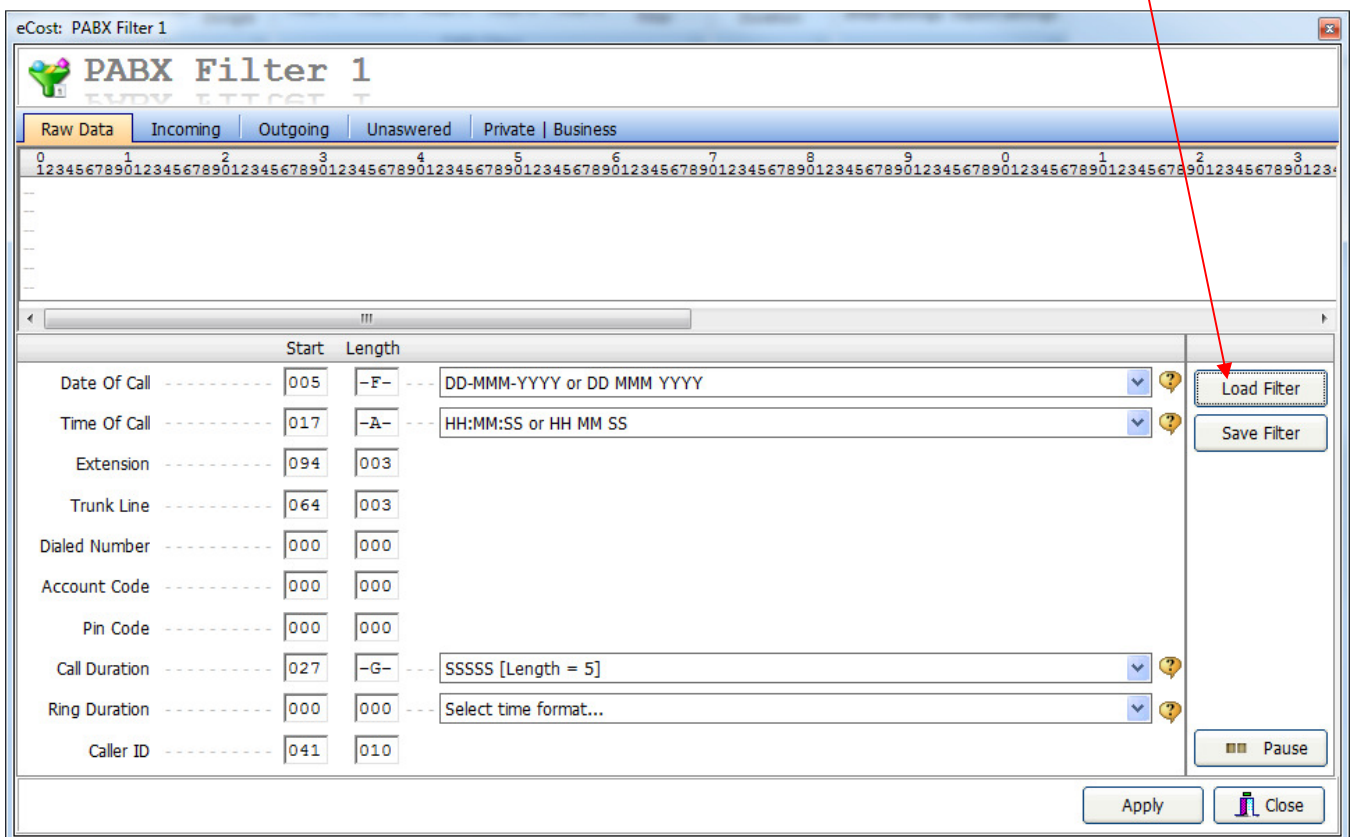 eCost: PABX Filter 1
PABX Filter 1
Raw Data Incoming Outgoing Unaswered Private | Business
0 1 2 3 4 5 6 7 8 9 0 1 2 3
12345678901234567890123456789012345678901234567890123456789012345678901234567890123456789012345678901234567890123456789012345678901234
Start Length
Date Of Call 005 -F- DD-MMM-YYYY or DD MMM YYYY
Load Filter
Time Of Call 017 -A- HH:MM:SS or HH MM SS
Save Filter
Extension 094 003
Trunk Line 064 003
Dialed Number 000 000
Account Code 000 000
Pin Code 000 000
Call Duration 027 -G- SSSSS [Length = 5]
Ring Duration 000 000 Select time format...
Caller ID 041 010
Pause
Apply Close